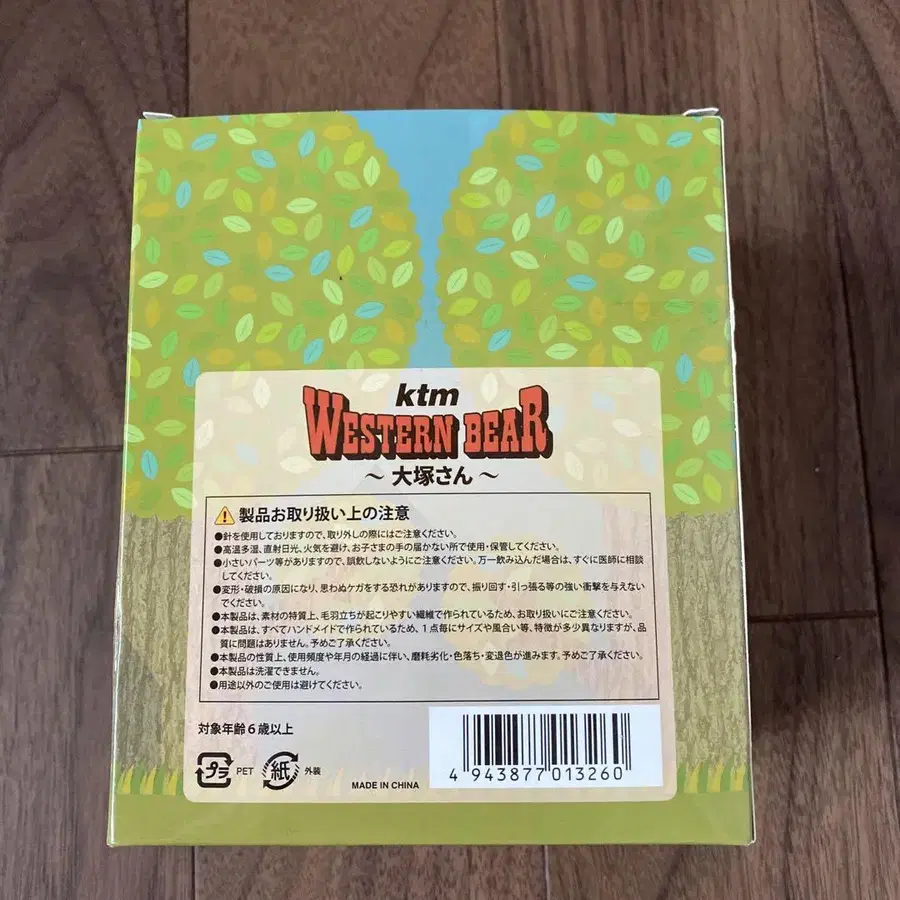 ktm
WESTERN BEAR
～大塚さん～
製品お取り扱い上の注意
●針を使用しておりますので、取り外しの際にはご注意ください。
●高温多湿、直射日光、火気を避け、お子さまの手の届かない所で使用・保管してください。
●小さいパーツ等がありますので、誤飲しないようにご注意ください。万一飲み込んだ場合は、すぐに医師に相談
してください。
●変形・破損の原因になり、思わぬケガをする恐れがありますので、振り回す・引っ張る等の強い衝撃を与えない
でください。
●本製品は、素材の特質上、毛羽立ちが起こりやすい繊維で作られているため、お取り扱いにご注意ください。
●本製品は、すべてハンドメイドで作られているため、1点毎にサイズや風合い等、特徴が多少異なりますが、品
質に問題はありません。予めご了承ください。
●本製品の性質上、使用頻度や年月の経過に伴い、磨耗劣化・色落ち・変退色が進みます。予めご了承ください。
●本製品は洗濯できません。
●用途以外のご使用は避けてください。
対象年齢6歳以上
プラ PET 紙 外装
MADE IN CHINA
4 943877 013260